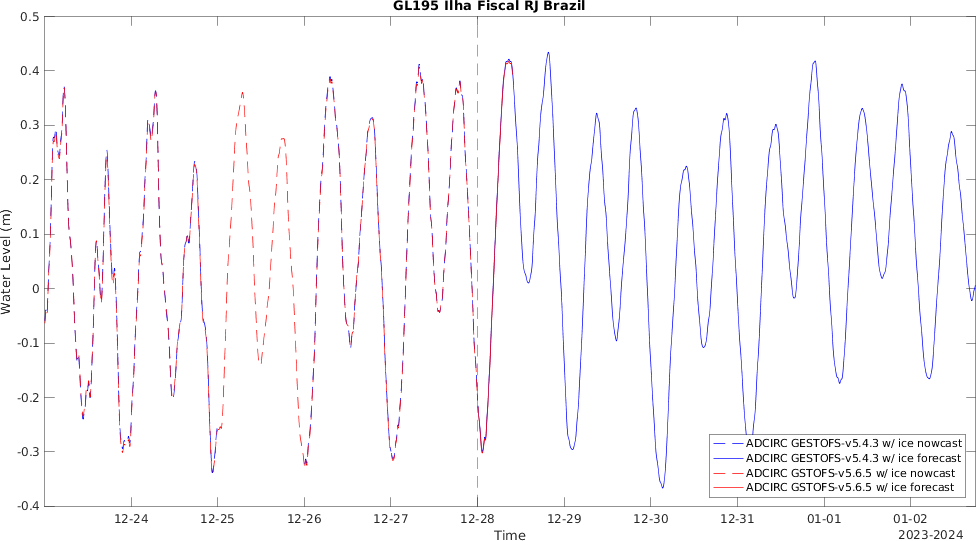 GL195 Ilha Fiscal RJ Brazil
0.5
0.4
0.3
0.2
0.1
0
-0.1
-0.2
-0.3
-0.4
Water Level (m)
ADCIRC GESTOFS-v5.4.3 w/ ice nowcast
ADCIRC GESTOFS-v5.4.3 w/ ice forecast
ADCIRC GSTOFS-v5.6.5 w/ ice nowcast
ADCIRC GSTOFS-v5.6.5 w/ ice forecast
12-24 12-25 12-26 12-27 12-28 12-29 12-30 12-31 01-01 01-02
Time
2023-2024